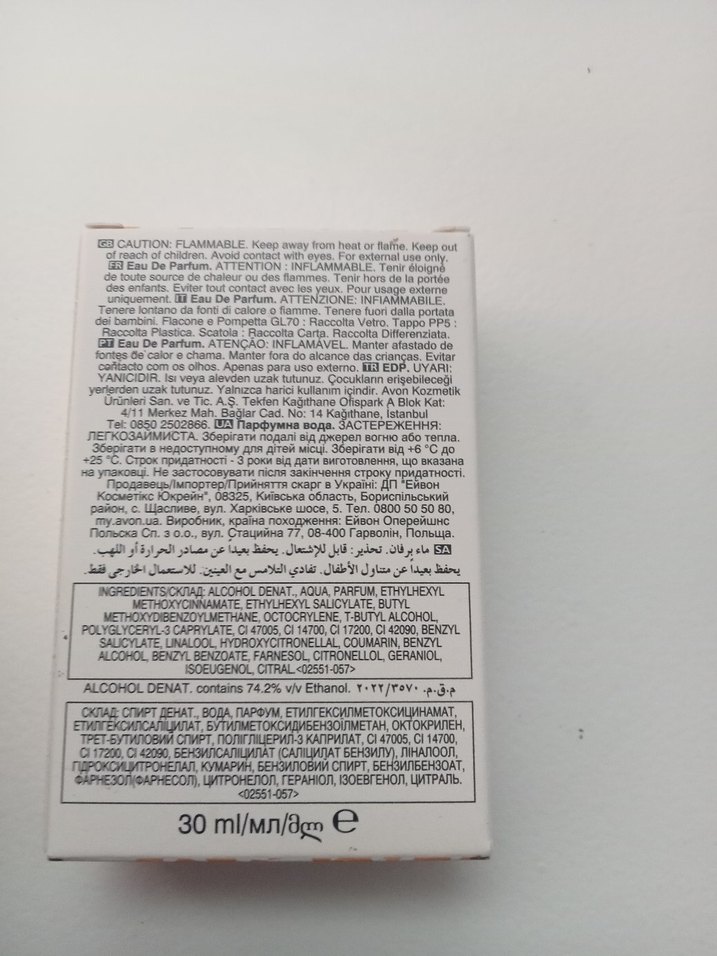 GB CAUTION: FLAMMABLE. Keep away from heat or flame. Keep out
of reach of children. Avoid contact with eyes. For external use only.
FR Eau De Parfum. ATTENTION : INFLAMMABLE. Tenir éloigné
de toute source de chaleur ou des flammes. Tenir hors de la portée
des enfants. Eviter tout contact avec les yeux. Pour usage externe
uniquement. IT Eau De Parfum. ATTENZIONE: INFIAMMABILE.
Tenere lontano da fonti di calore o fiamme. Tenere fuori dalla portata
dei bambini. Flacone e Pompetta GL70 : Raccolta Vetro. Tappo PP5 :
Raccolta Plastica. Scatola : Raccolta Carta. Raccolta Differenziata.
PT Eau De Parfum. ATENÇÃO: INFLAMÁVEL. Manter afastado de
fontes de calor e chama. Manter fora do alcance das crianças. Evitar
contacto com os olhos. Apenas para uso externo. TR EDP. UYARI:
YANICIDIR. Isı veya alevden uzak tutunuz. Çocukların erişebileceği
yerlerden uzak tutunuz. Yalnızca harici kullanım içindir. Avon Kozmetik
Ürünleri San. ve Tic. A.Ş. Tekfen Kağıthane Ofispark A Blok Kat:
4/11 Merkez Mah. Bağlar Cad. No: 14 Kağıthane, İstanbul
Tel: 0850 2502866. UA Парфумна вода. ЗАСТЕРЕЖЕННЯ:
ЛЕГКОЗАЙМИСТА. Зберігати подалі від джерел вогню або тепла.
Зберігати в недоступному для дітей місці. Зберігати від +6 °C до
+25 °C. Строк придатності - 3 роки від дати виготовлення, що вказана
на упаковці. Не застосовувати після закінчення строку придатності.
Продавець/Імпортер/Прийняття скарг в Україні: ДП "Ейвон
Косметікс Юкрейн", 08325, Київська область, Бориспільський
район, с. Щасливе, вул. Харківське шосе, 5. Тел. 0800 50 50 80,
my.avon.ua. Виробник, країна походження: Ейвон Оперейшнс
Польска Сп. з о.о., вул. Стаційна 77, 08-400 Гарволін, Польща.
SA ماء برفان. تحذير: قابل للإشتعال. يحفظ بعيداً عن مصادر الحرارة أو اللهب.
يحفظ بعيداً عن متناول الأطفال. تفادي التلامس مع العينين. للاستعمال الخارجي فقط.
INGREDIENTS/СКЛАД: ALCOHOL DENAT., AQUA, PARFUM, ETHYLHEXYL
METHOXYCINNAMATE, ETHYLHEXYL SALICYLATE, BUTYL
METHOXYDIBENZOYLMETHANE, OCTOCRYLENE, T-BUTYL ALCOHOL,
POLYGLYCERYL-3 CAPRYLATE, CI 47005, CI 14700, CI 17200, CI 42090, BENZYL
SALICYLATE, LINALOOL, HYDROXYCITRONELLAL, COUMARIN, BENZYL
ALCOHOL, BENZYL BENZOATE, FARNESOL, CITRONELLOL, GERANIOL,
ISOEUGENOL, CITRAL.<02551-057>
ALCOHOL DENAT. contains 74.2% v/v Ethanol. م.ق.م. ٢٠٢٢/٣٥٧٠
СКЛАД: СПИРТ ДЕНАТ., ВОДА, ПАРФУМ, ЕТИЛГЕКСИЛМЕТОКСИЦИНАМАТ,
ЕТИЛГЕКСИЛСАЛІЦИЛАТ, БУТИЛМЕТОКСИДИБЕНЗОЇЛМЕТАН, ОКТОКРИЛЕН,
ТРЕТ-БУТИЛОВИЙ СПИРТ, ПОЛІГЛІЦЕРИЛ-3 КАПРИЛАТ, CI 47005, CI 14700,
CI 17200, CI 42090, БЕНЗИЛСАЛІЦИЛАТ (САЛІЦИЛАТ БЕНЗИЛУ), ЛІНАЛООЛ,
ГІДРОКСИЦИТРОНЕЛАЛ, КУМАРИН, БЕНЗИЛОВИЙ СПИРТ, БЕНЗИЛБЕНЗОАТ,
ФАРНЕЗОЛ(ФАРНЕСОЛ), ЦИТРОНЕЛОЛ, ГЕРАНІОЛ, ІЗОЕВГЕНОЛ, ЦИТРАЛЬ.
<02551-057>
30 ml/мл/მლ ℮